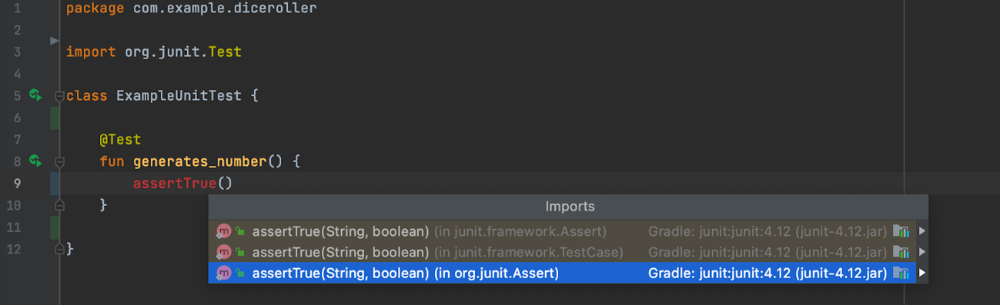 1 package com.example.diceroller
2
3 import org.junit.Test
4
5 class ExampleUnitTest {
6
7 @Test
8 fun generates_number() {
9 assertTrue()
Imports
10 }
m assertTrue(String, boolean) (in junit.framework.Assert) Gradle: junit:junit:4.12 (junit-4.12.jar)
11
m assertTrue(String, boolean) (in junit.framework.TestCase) Gradle: junit:junit:4.12 (junit-4.12.jar)
12 }
m assertTrue(String, boolean) (in org.junit.Assert) Gradle: junit:junit:4.12 (junit-4.12.jar)